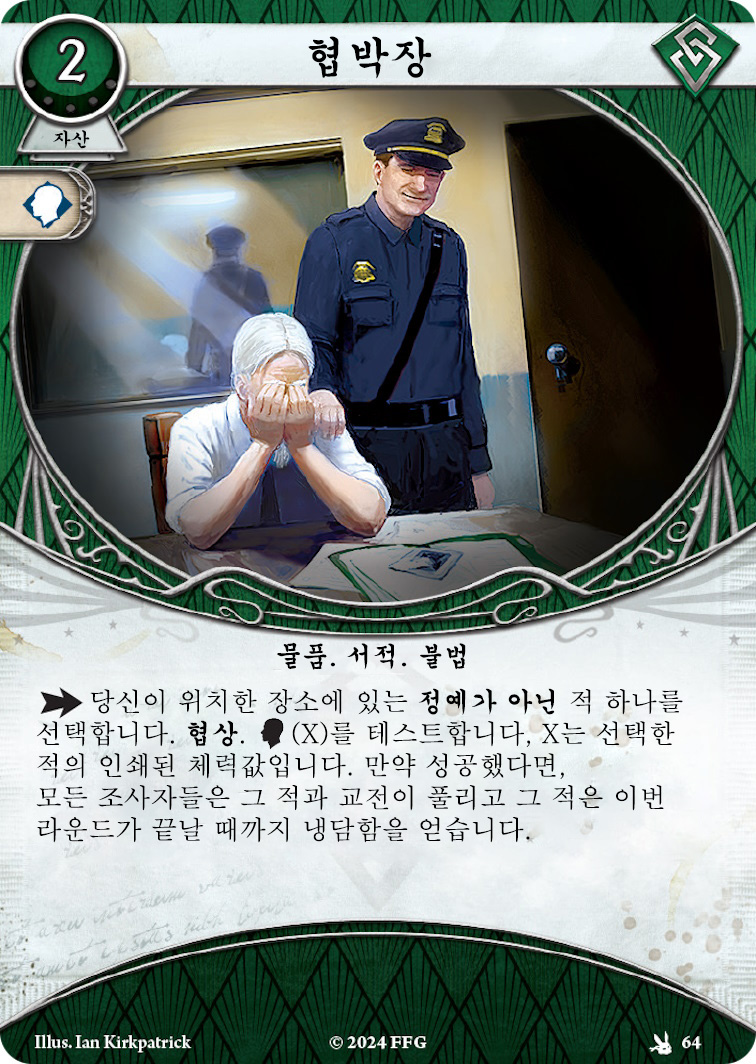 2
협박장
자산
물품. 서적. 불법
당신이 위치한 장소에 있는 정예가 아닌 적 하나를
선택합니다. 협상. (X)를 테스트합니다, X는 선택한
적의 인쇄된 체력값입니다. 만약 성공했다면,
모든 조사자들은 그 적과 교전이 풀리고 그 적은 이번
라운드가 끝날 때까지 냉담함을 얻습니다.
Illus. Ian Kirkpatrick
© 2024 FFG
64